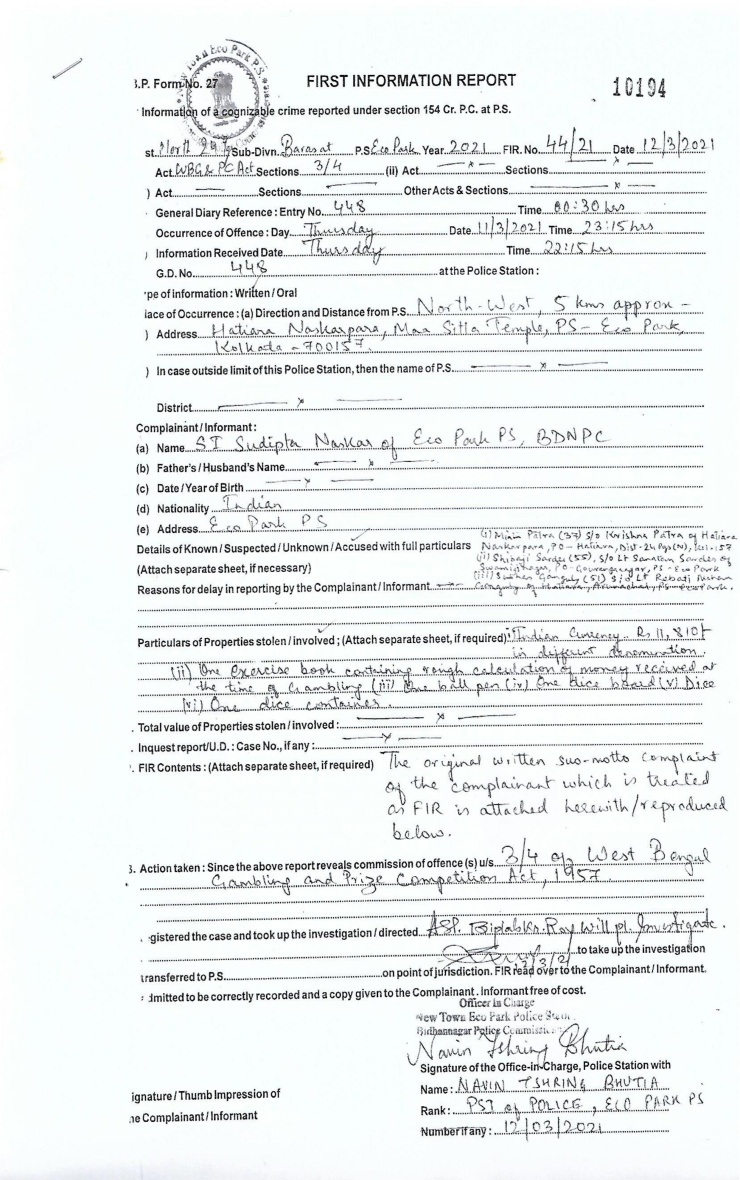 New Town Eco Park P.S.
.P. Form No. 27
FIRST INFORMATION REPORT
10194
Information of a cognizable crime reported under section 154 Cr. P.C. at P.S.
st. North 24 Sub-Divn. Barasat P.S Eco Park Year 2021 FIR. No. 44/21 Date 12/3/2021
Act WBG & PC Act Sections 3/4 (ii) Act — x — Sections — x —
) Act — Sections — Other Acts & Sections — x —
General Diary Reference : Entry No. 448 Time 00:30 hrs
Occurrence of Offence : Day Thursday Date 11/3/2021 Time 23:15 hrs
) Information Received Date Thursday Time 22:15 hrs
G.D. No. 448 at the Police Station :
'pe of information : Written / Oral
lace of Occurrence : (a) Direction and Distance from P.S. North-West, 5 kms approx -
) Address Hatiara Naskarpara, Maa Sitla Temple, PS - Eco Park,
Kolkata - 700157.
) In case outside limit of this Police Station, then the name of P.S. — x —
District — x —
Complainant / Informant :
(a) Name SI Sudipta Naskar of Eco Park PS, BDNPC
(b) Father's / Husband's Name — x —
(c) Date / Year of Birth — x —
(d) Nationality Indian
(e) Address Eco Park PS
Details of Known / Suspected / Unknown / Accused with full particulars
(Attach separate sheet, if necessary)
(i) Patra (37) S/o Krishna Patra of Hatiara
Naskarpara, PO - Hatiara, Dist - 24 Pgs (N), Kol-157
(ii) Shibaji Sarder (55), S/o Lt Sanatan Sarder of
PO - Gouranganagar, PS - Eco Park
(iii) Ganguly (51) S/o Lt Rebati
Reasons for delay in reporting by the Complainant / Informant
Particulars of Properties stolen / involved ; (Attach separate sheet, if required) (i) Indian Currency Rs 11,810/-
in different denomination.
(ii) One exercise book containing rough calculation of money received at
the time of Gambling (iii) One ball pen (iv) One dice board (v) Dice
(vi) One dice container.
. Total value of Properties stolen / involved : — x —
. Inquest report/U.D. : Case No., if any : — x —
. FIR Contents : (Attach separate sheet, if required) The original written suo-motto complaint
of the complainant which is treated
as FIR is attached herewith/reproduced
below.
3. Action taken : Since the above report reveals commission of offence (s) u/s 3/4 of West Bengal
Gambling and Prize Competition Act, 1957
.gistered the case and took up the investigation / directed ASI Biplab Kr. Roy Will pl. Investigate.
to take up the investigation
12/3/21
transferred to P.S. on point of jurisdiction. FIR read over to the Complainant / Informant.
:dmitted to be correctly recorded and a copy given to the Complainant . Informant free of cost.
Officer in Charge
New Town Eco Park Police Station
Bidhannagar Police Commiss
Navin Tshring Bhutia
Signature of the Office-in-Charge, Police Station with
Name : NAVIN TSHRING BHUTIA
Rank : PSI of POLICE, ECO PARK PS
Number if any : 12/03/2021
ignature / Thumb Impression of
ne Complainant / Informant